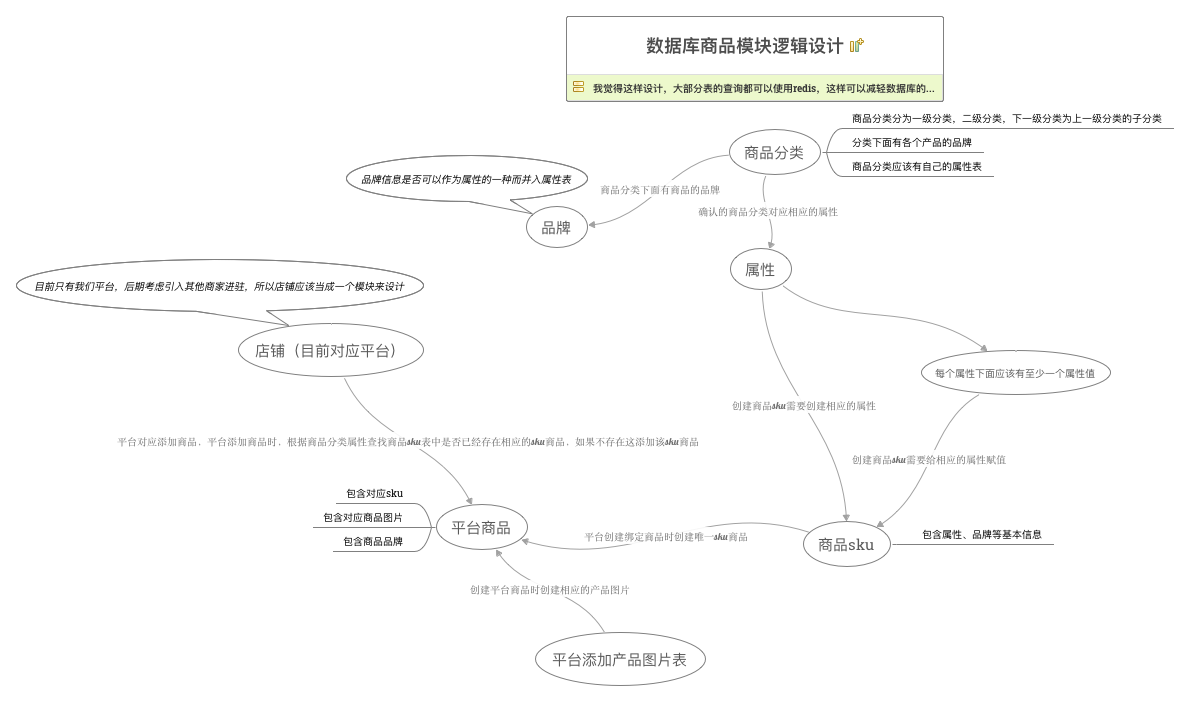 数据库商品模块逻辑设计
我觉得这样设计，大部分表的查询都可以使用redis，这样可以减轻数据库的...
商品分类
商品分类分为一级分类，二级分类，下一级分类为上一级分类的子分类
分类下面有各个产品的品牌
商品分类应该有自己的属性表
品牌信息是否可以作为属性的一种而并入属性表
商品分类下面有商品的品牌
确认的商品分类对应相应的属性
品牌
属性
目前只有我们平台，后期考虑引入其他商家进驻，所以店铺应该当成一个模块来设计
店铺（目前对应平台）
每个属性下面应该有至少一个属性值
创建商品sku需要创建相应的属性
平台对应添加商品，平台添加商品时，根据商品分类属性查找商品sku表中是否已经存在相应的sku商品，如果不存在这添加该sku商品
创建商品sku需要给相应的属性赋值
包含对应sku
包含对应商品图片
包含商品品牌
平台商品
平台创建绑定商品时创建唯一sku商品
商品sku
包含属性、品牌等基本信息
创建平台商品时创建相应的产品图片
平台添加产品图片表